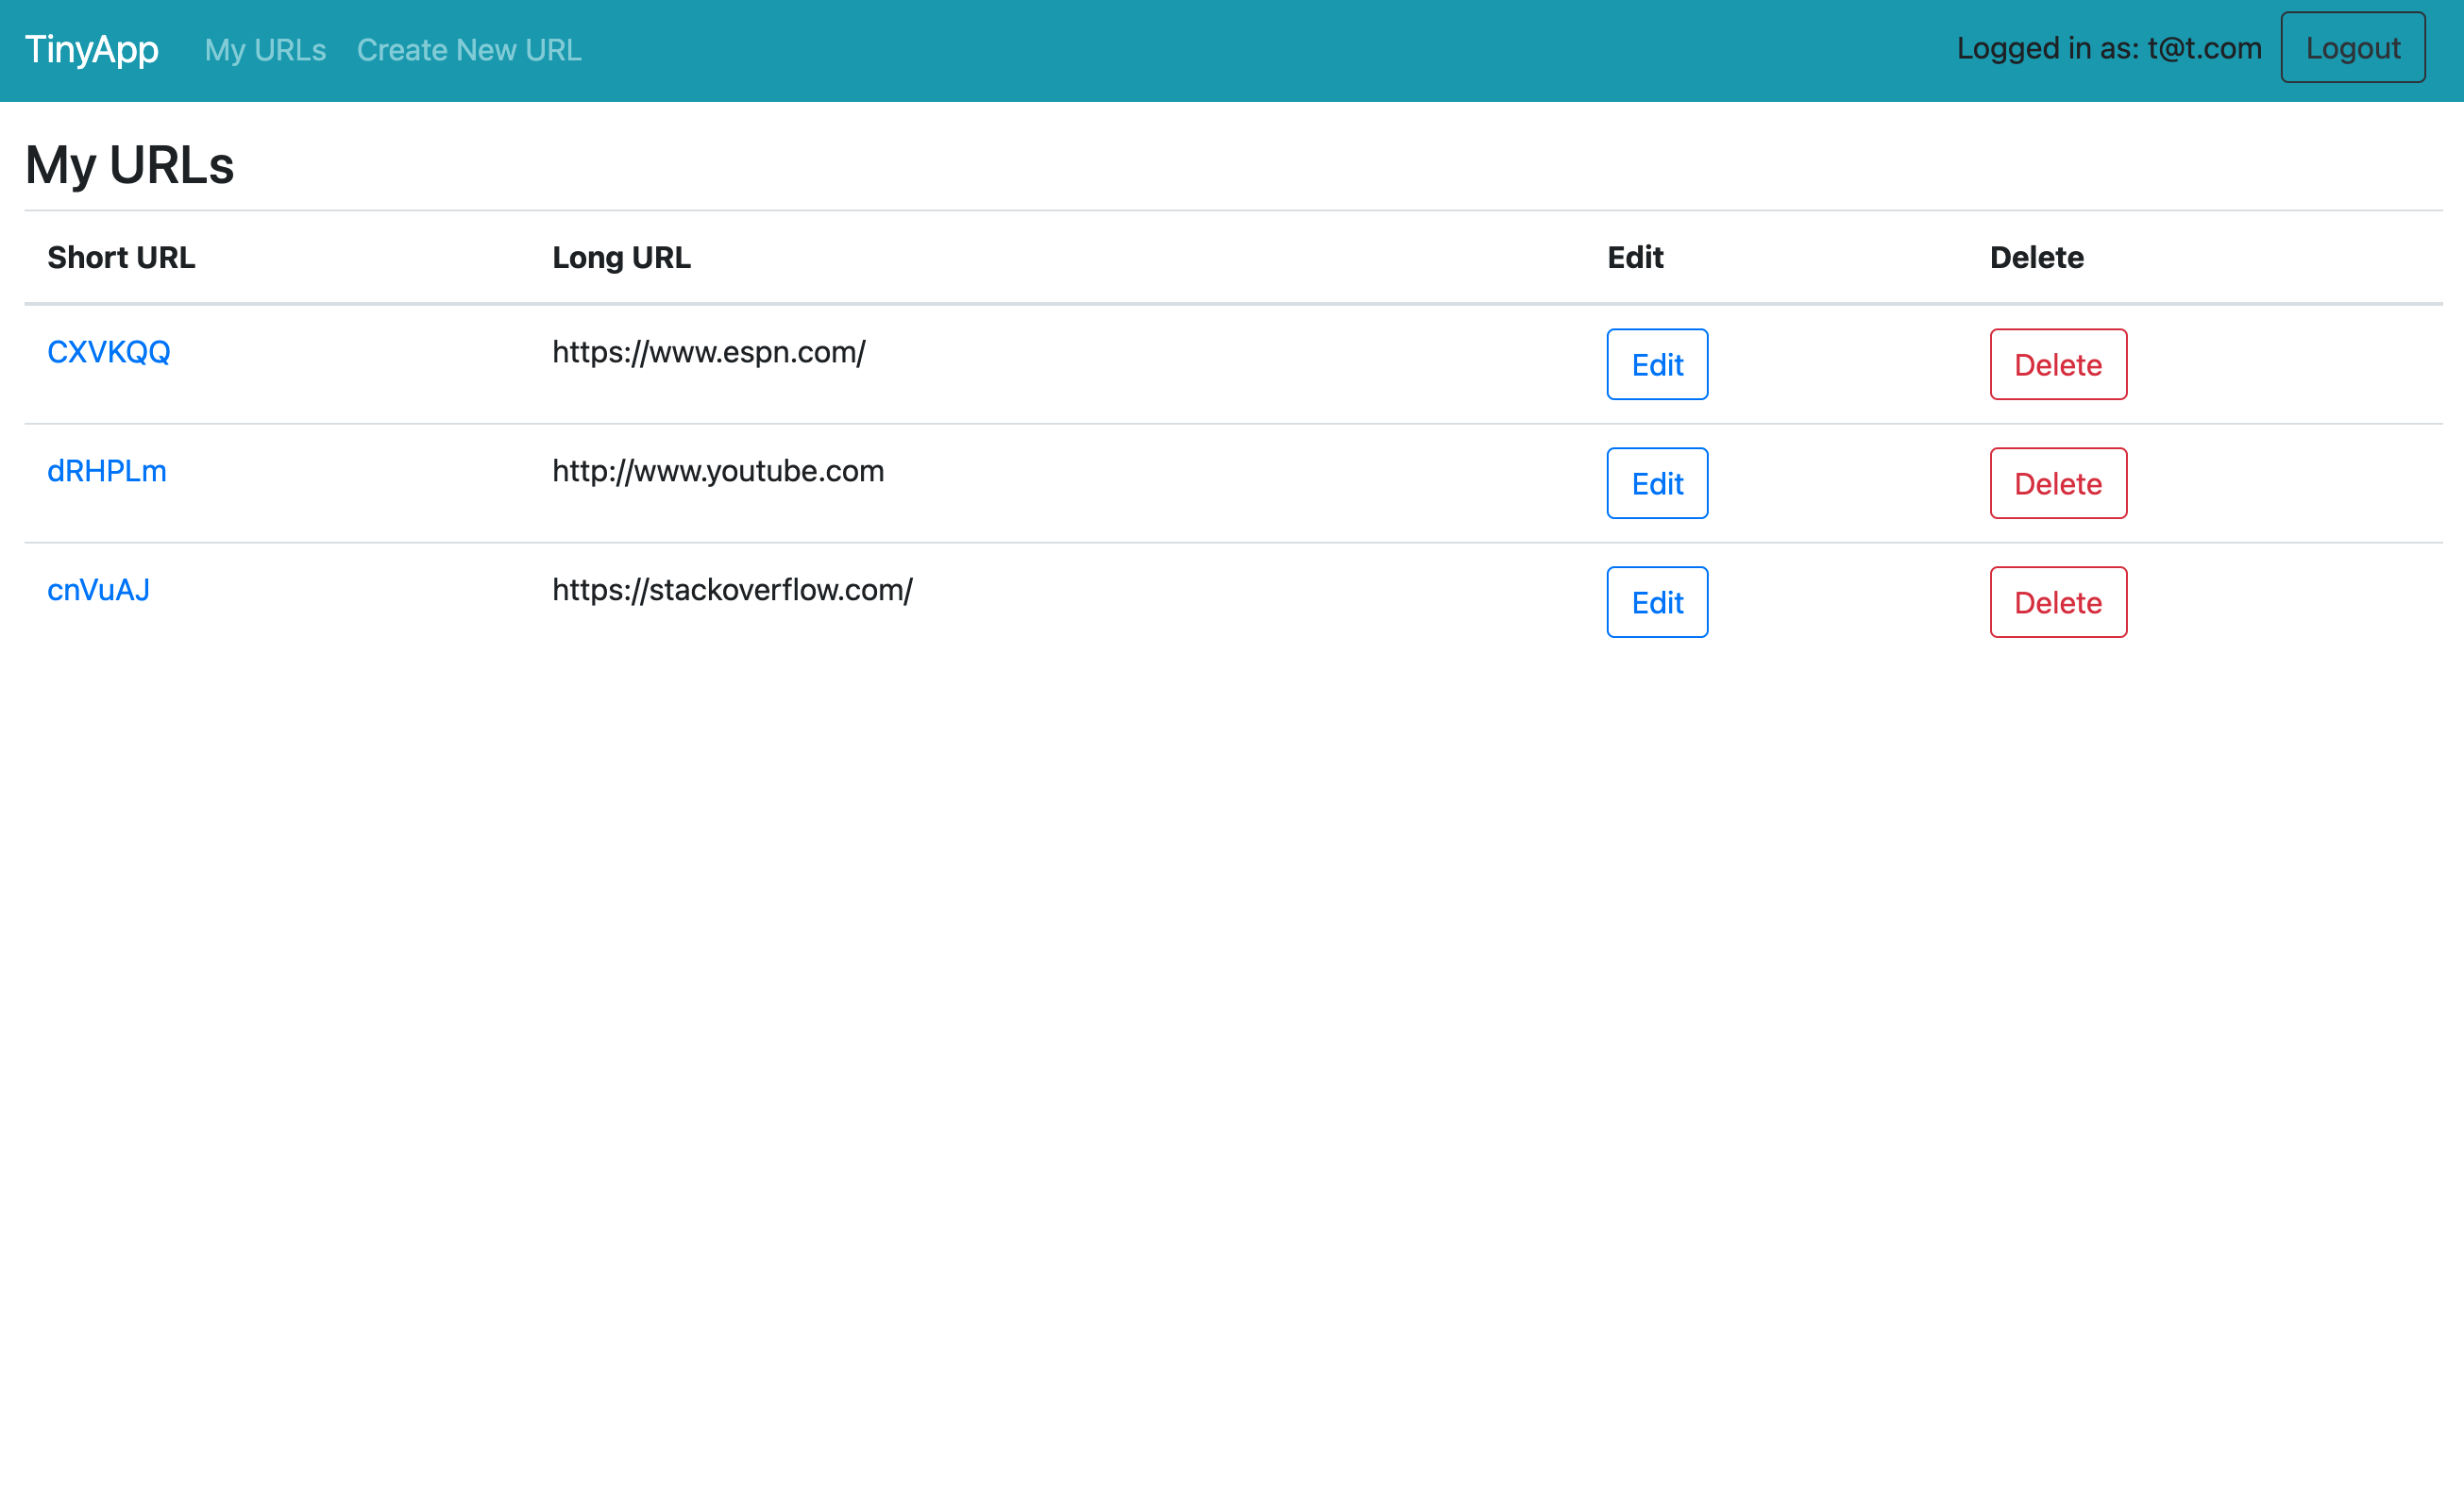 TinyApp My URLs Create New URL Logged in as: t@t.com Logout
My URLs
Short URL Long URL Edit Delete
CXVKQQ https://www.espn.com/ Edit Delete
dRHPLm http://www.youtube.com Edit Delete
cnVuAJ https://stackoverflow.com/ Edit Delete